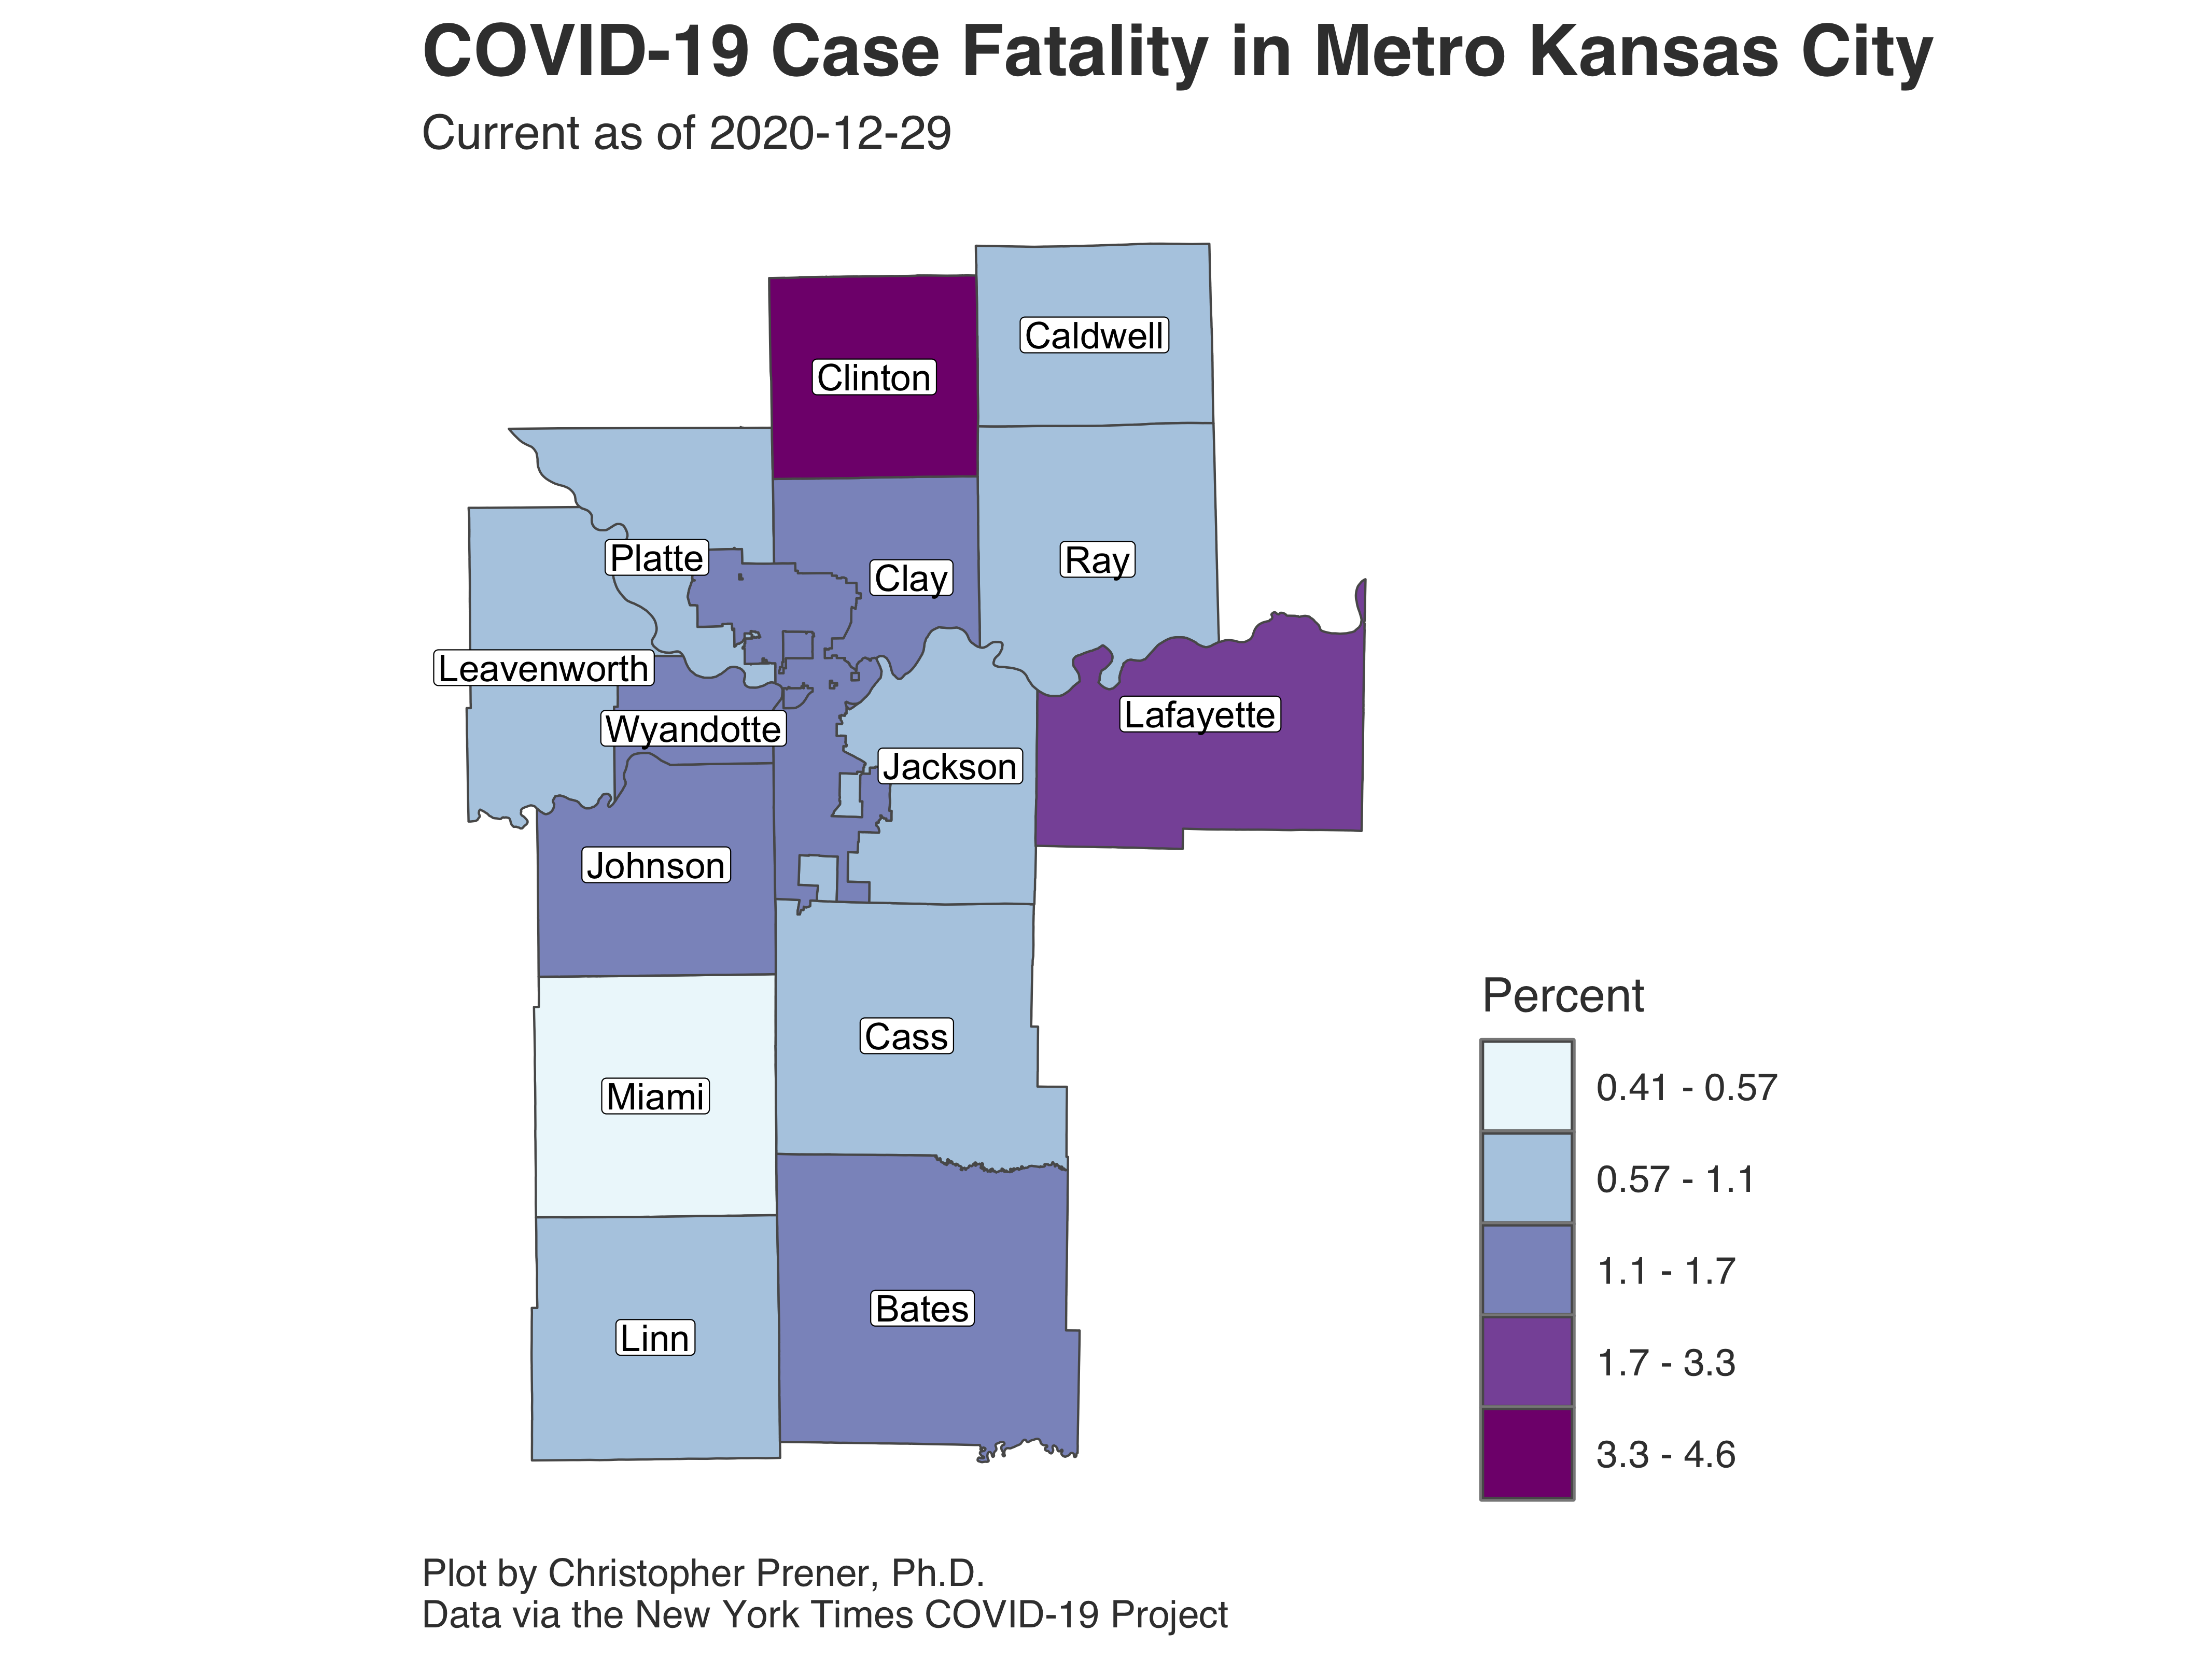 COVID-19 Case Fatality in Metro Kansas City
Current as of 2020-12-29
Caldwell
Clinton
Platte
Clay
Ray
Leavenworth
Lafayette
Wyandotte
Jackson
Johnson
Cass
Miami
Bates
Linn
Percent
0.41 - 0.57
0.57 - 1.1
1.1 - 1.7
1.7 - 3.3
3.3 - 4.6
Plot by Christopher Prener, Ph.D.
Data via the New York Times COVID-19 Project